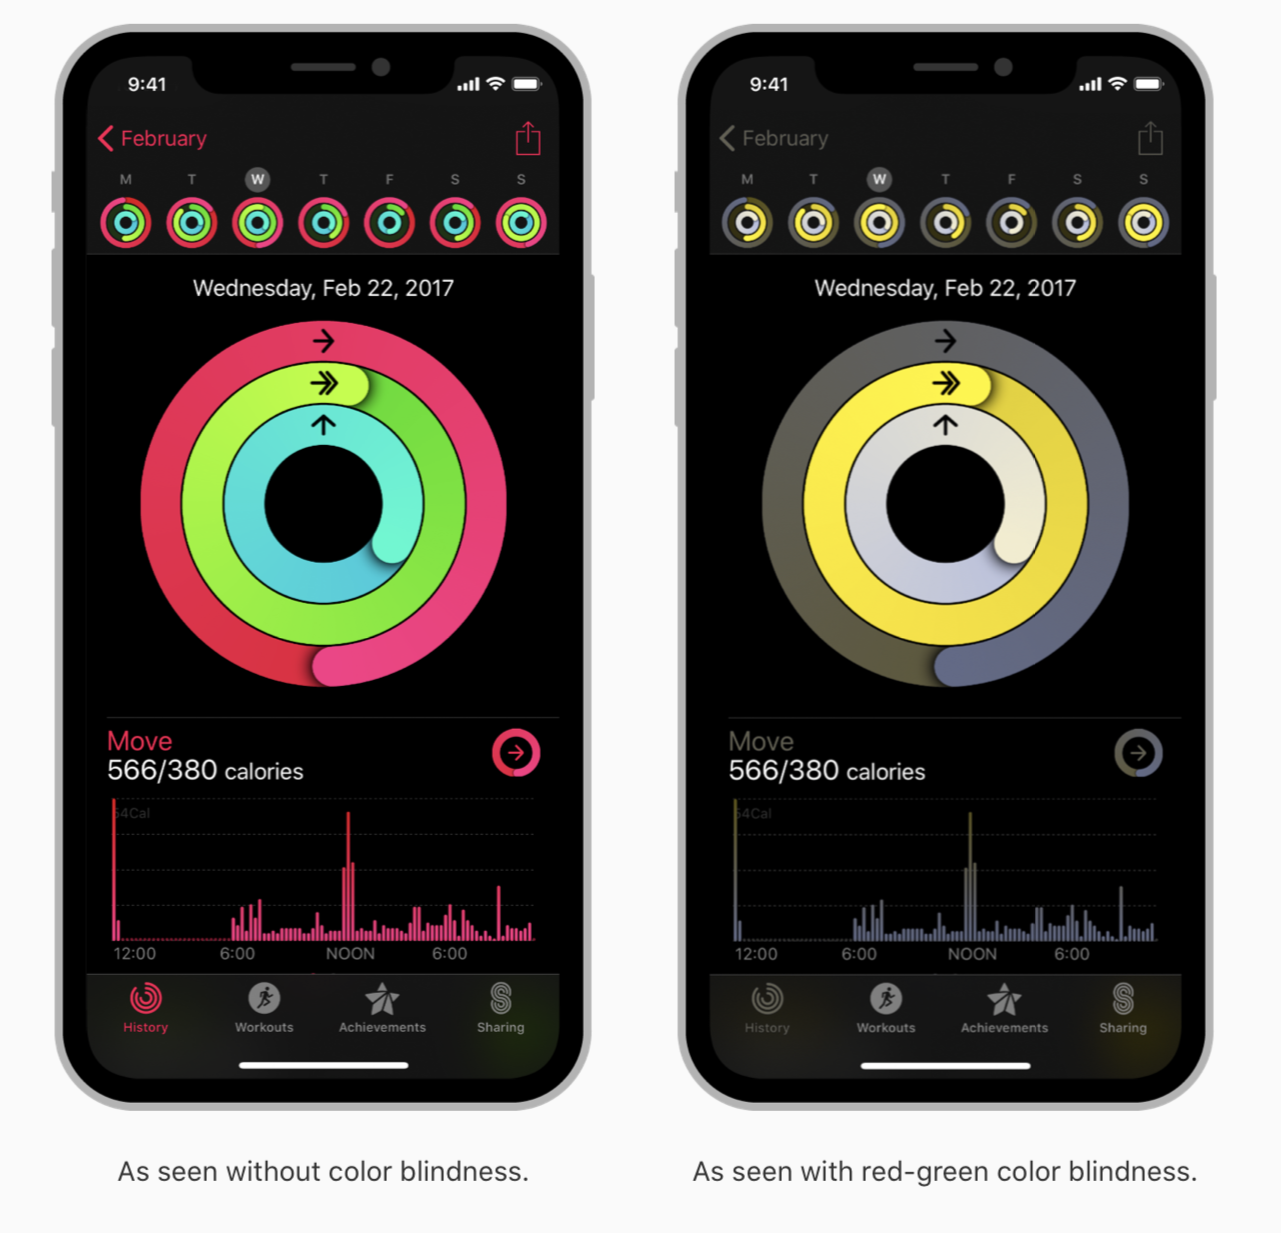 9:41
February
M T W T F S S
Wednesday, Feb 22, 2017
Move
566/380 calories
54Cal
12:00 6:00 NOON 6:00
History Workouts Achievements Sharing
As seen without color blindness.
9:41
February
M T W T F S S
Wednesday, Feb 22, 2017
Move
566/380 calories
54Cal
12:00 6:00 NOON 6:00
History Workouts Achievements Sharing
As seen with red-green color blindness.